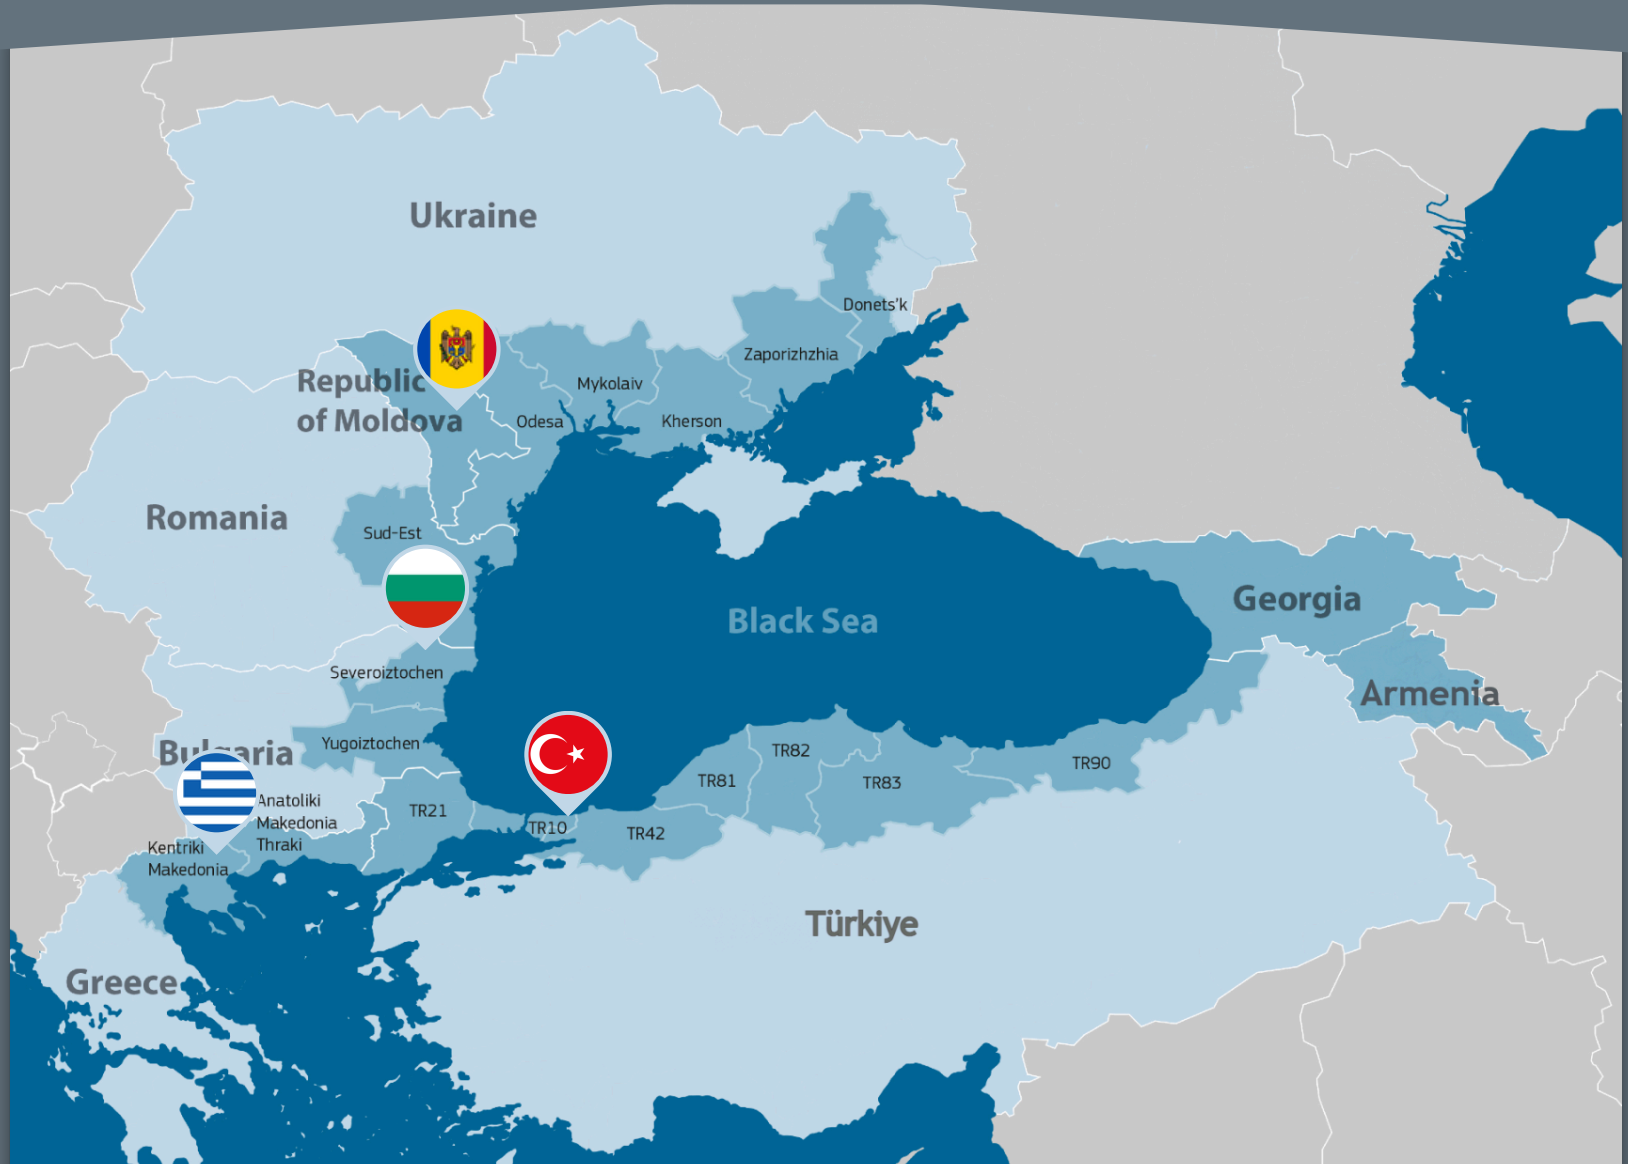 Ukraine
Donets'k
Zaporizhzhia
Republic
of Moldova
Mykolaiv
Odesa
Kherson
Romania
Sud-Est
Black Sea
Georgia
Severoiztochen
Armenia
Bulgaria
Yugoiztochen
TR82
TR90
TR81
TR83
Anatoliki
Makedonia
Thraki
TR21
TR10
TR42
Kentriki
Makedonia
Türkiye
Greece